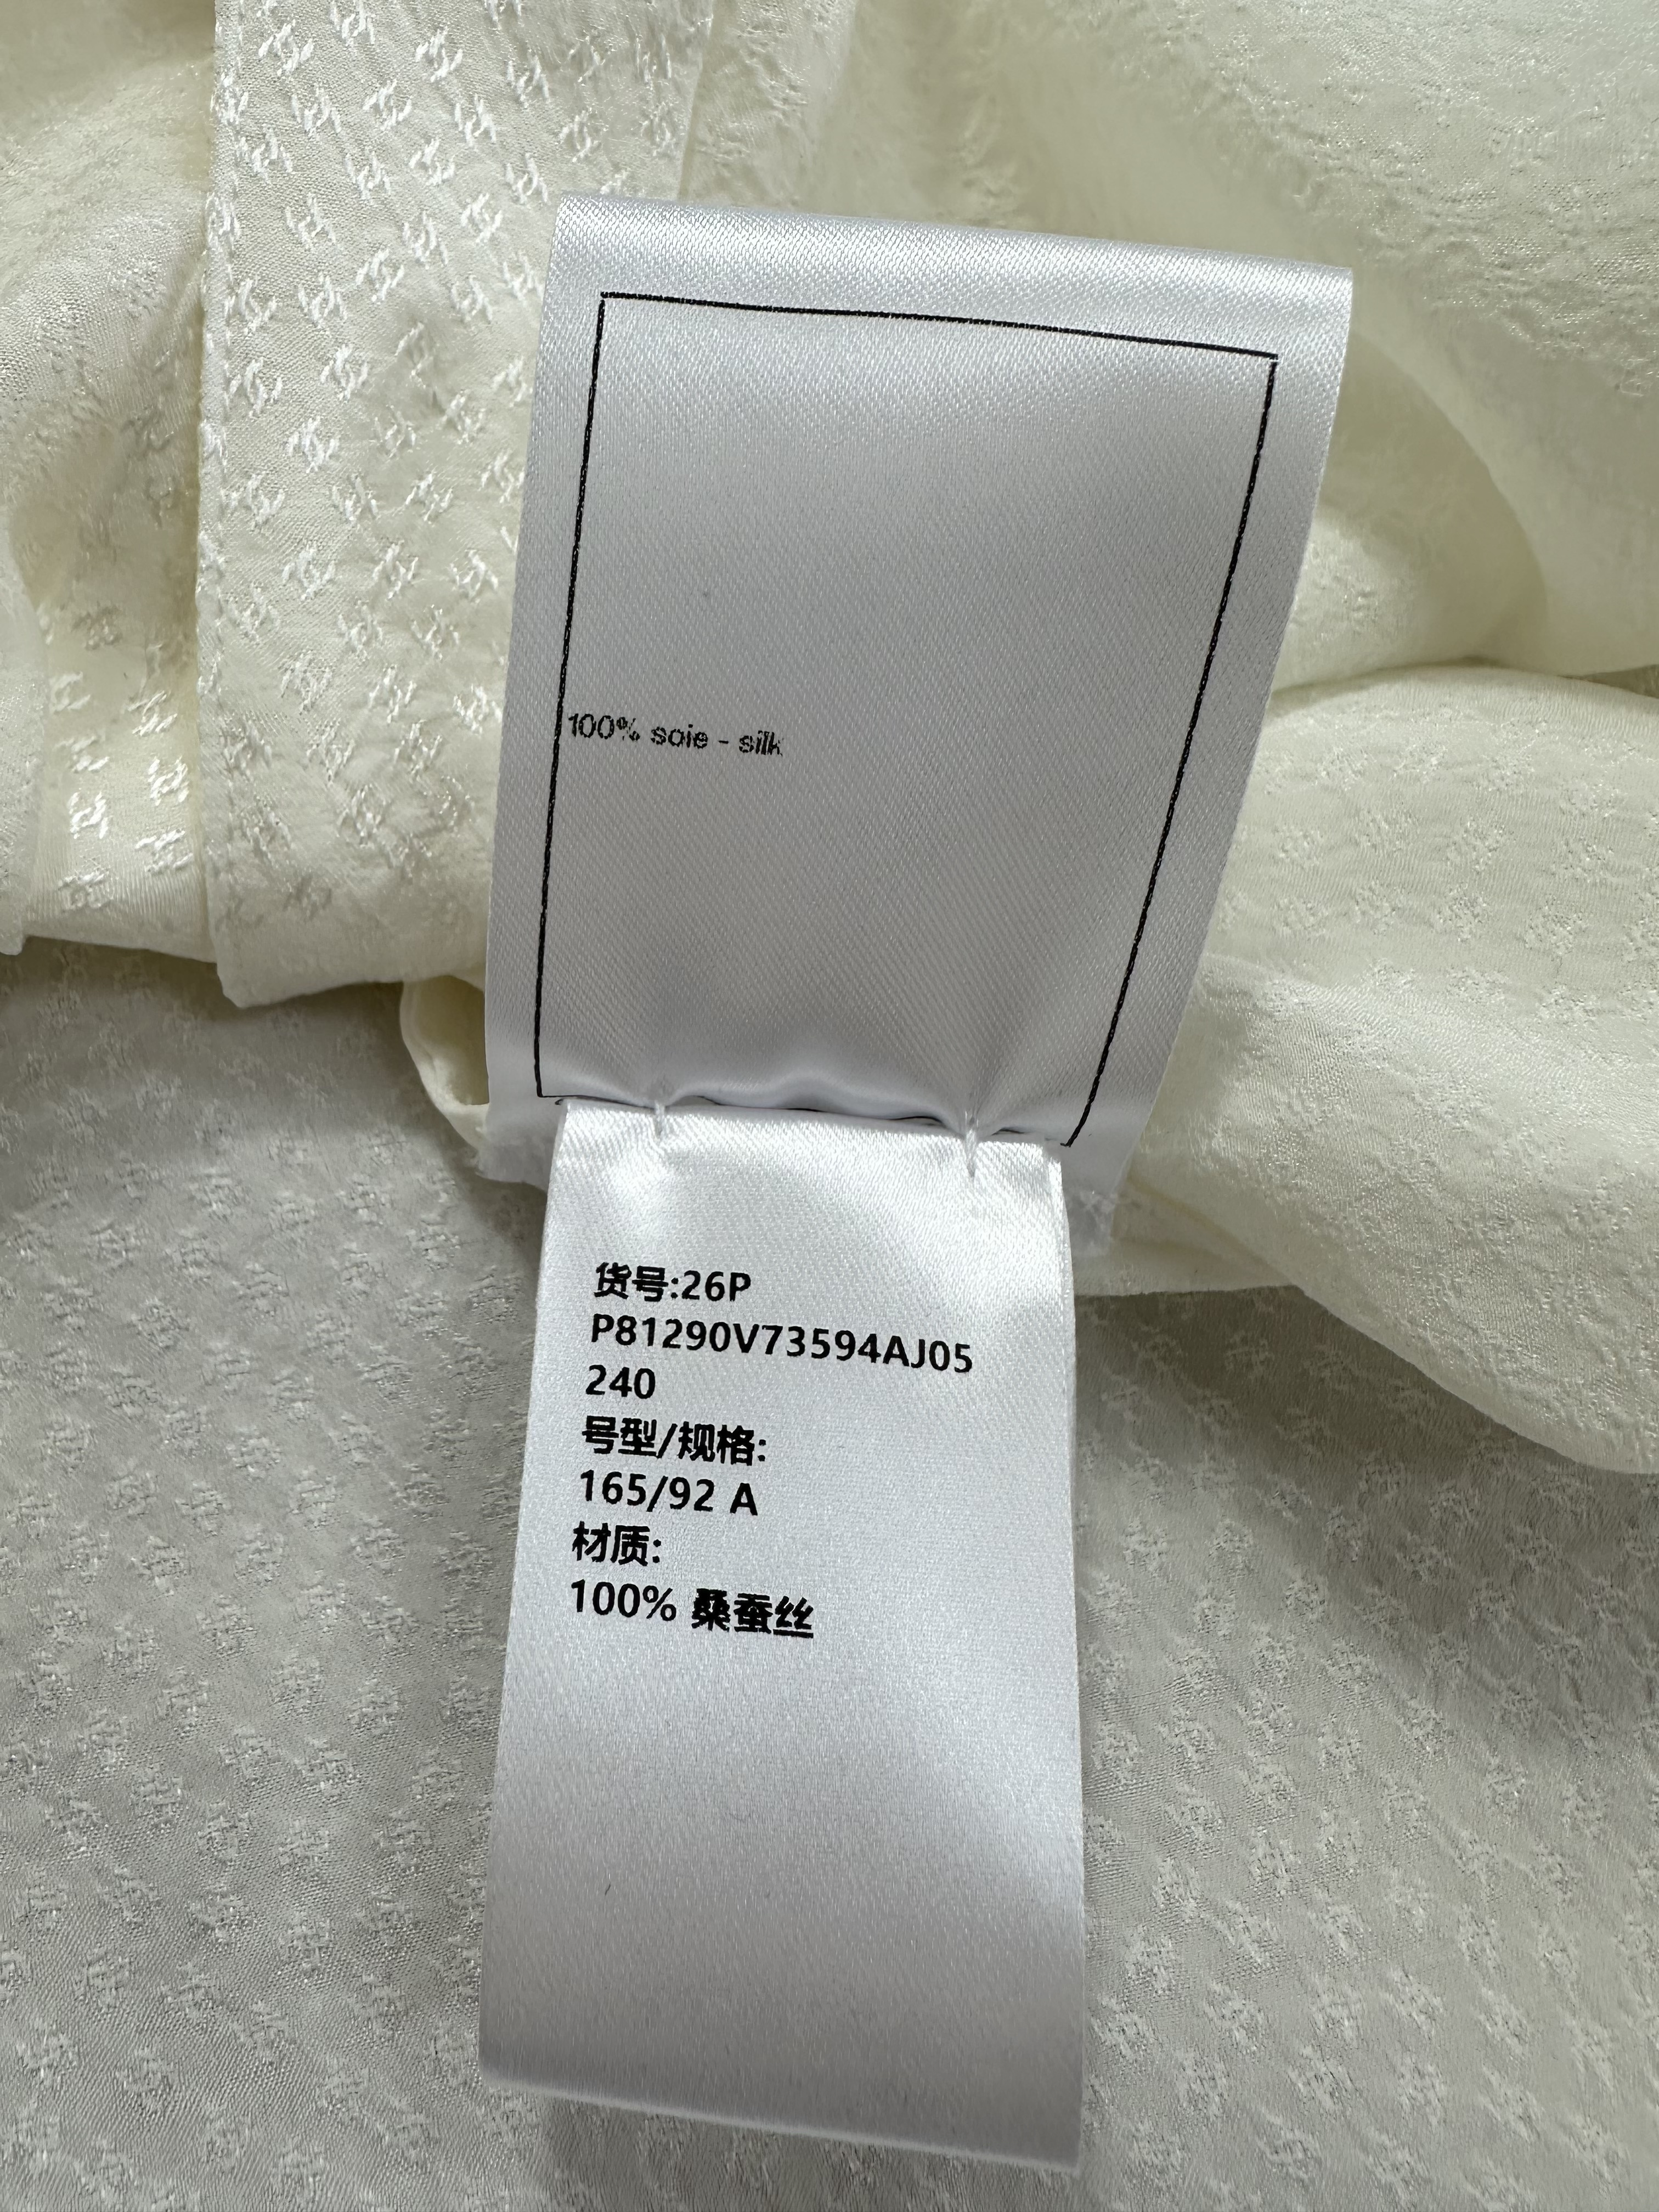 100% soie - silk
货号:26P
P81290V73594AJ05
240
号型/规格:
165/92 A
材质:
100% 桑蚕丝